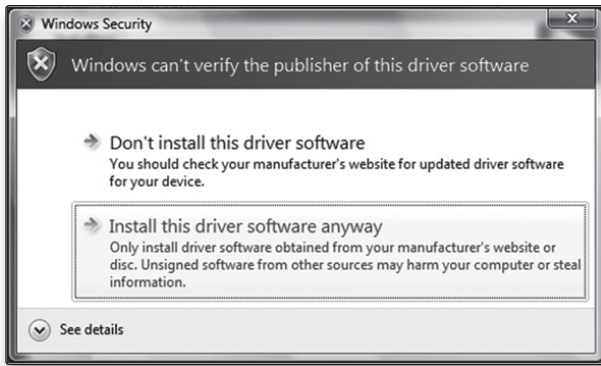 Windows Security
Windows can't verify the publisher of this driver software
Don't install this driver software
You should check your manufacturer's website for updated driver software
for your device.
Install this driver software anyway
Only install driver software obtained from your manufacturer's website or
disc. Unsigned software from other sources may harm your computer or steal
information.
See details